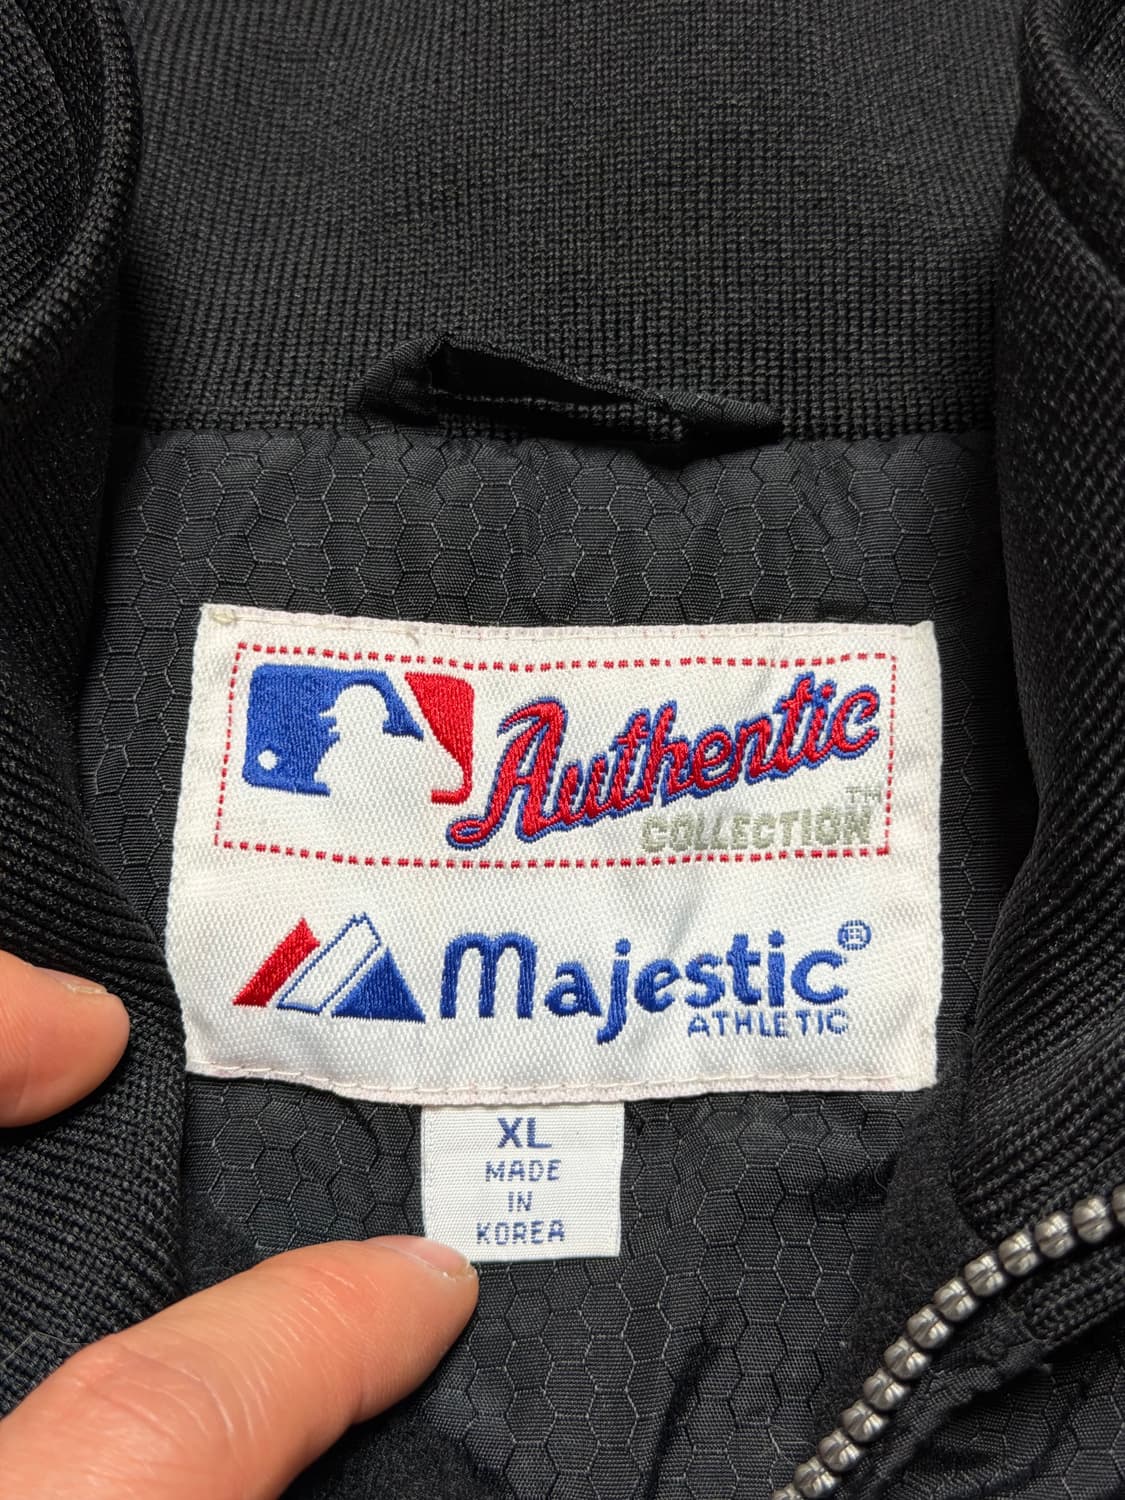 Authentic
COLLECTION™
Majestic®
ATHLETIC
XL
MADE
IN
KOREA